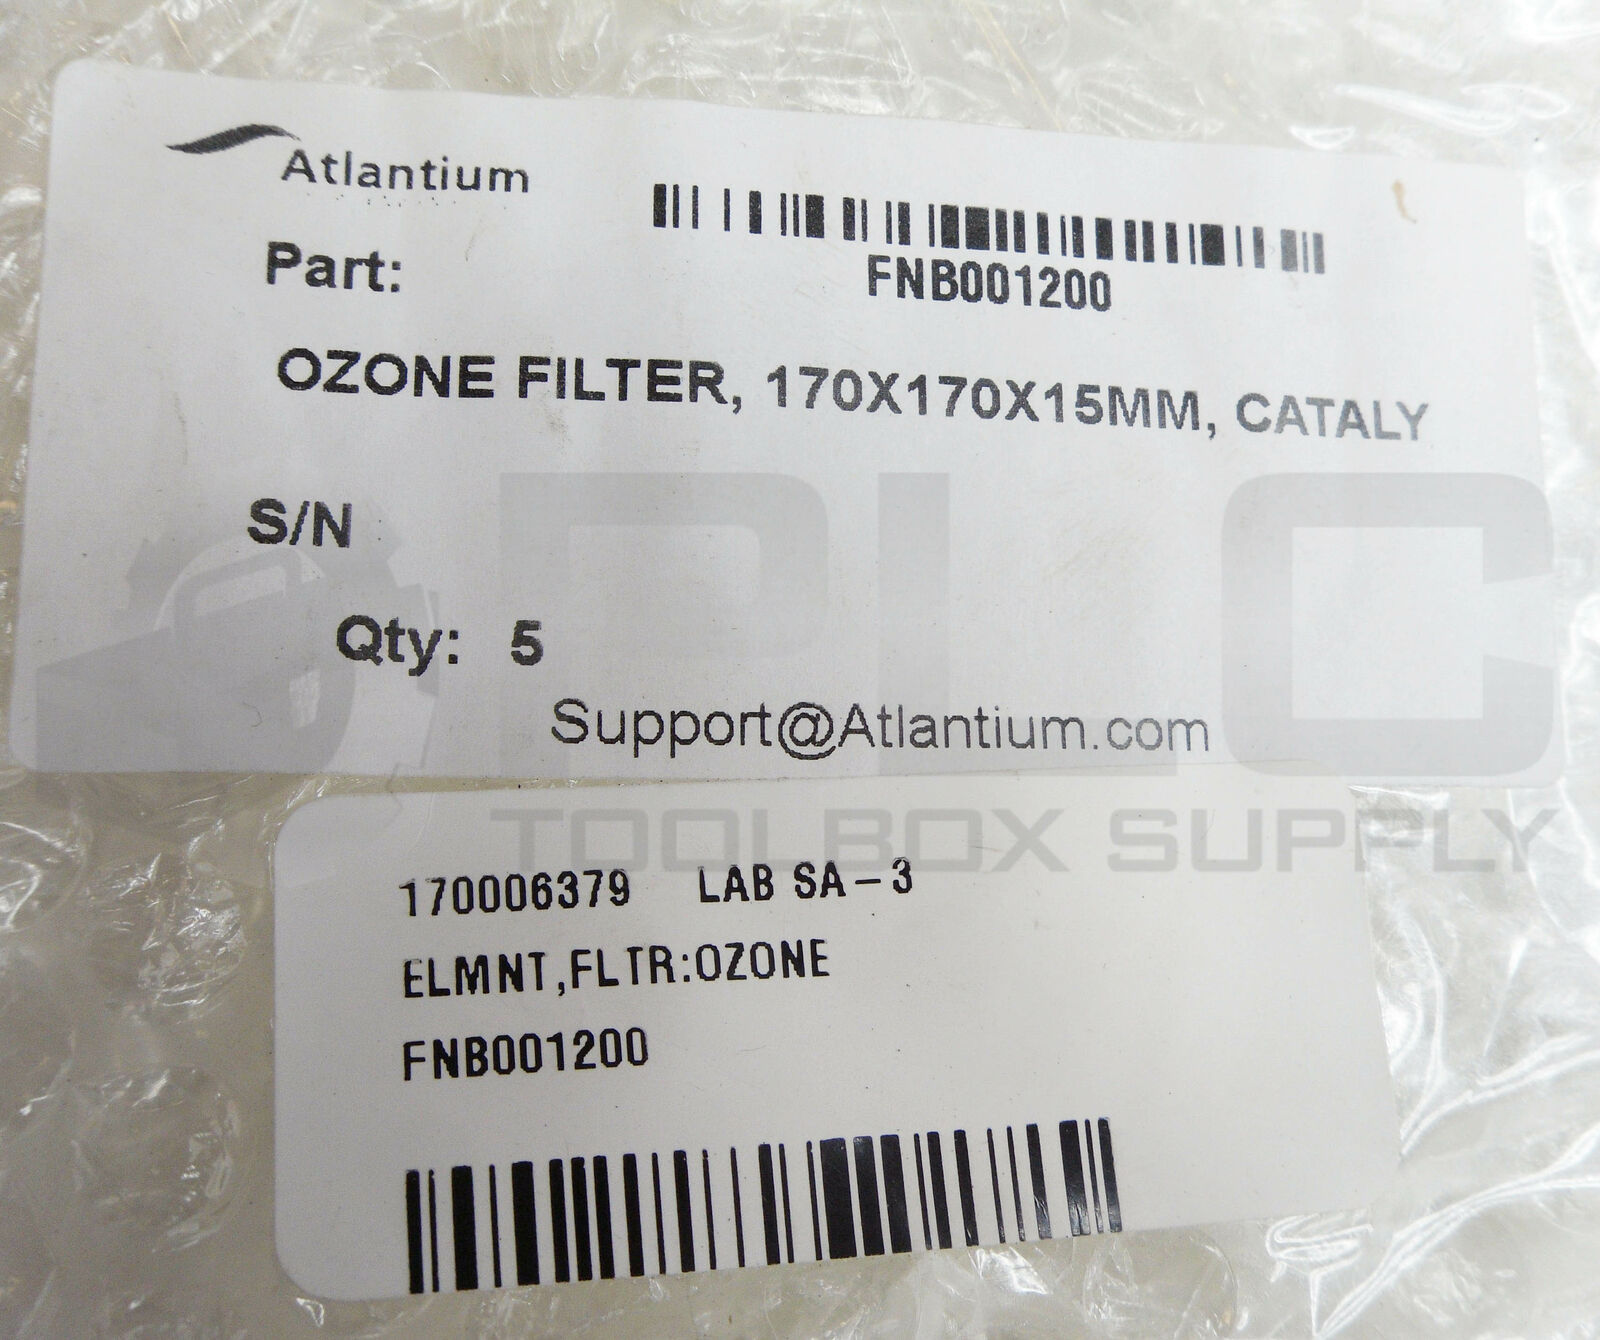 Atlantium
Part:
FNB001200
OZONE FILTER, 170X170X15MM, CATALY
S/N
Qty: 5
Support@Atlantium.com
PLC
TOOLBOX SUPPLY
170006379 LAB SA-3
ELMNT,FLTR:OZONE
FNB001200